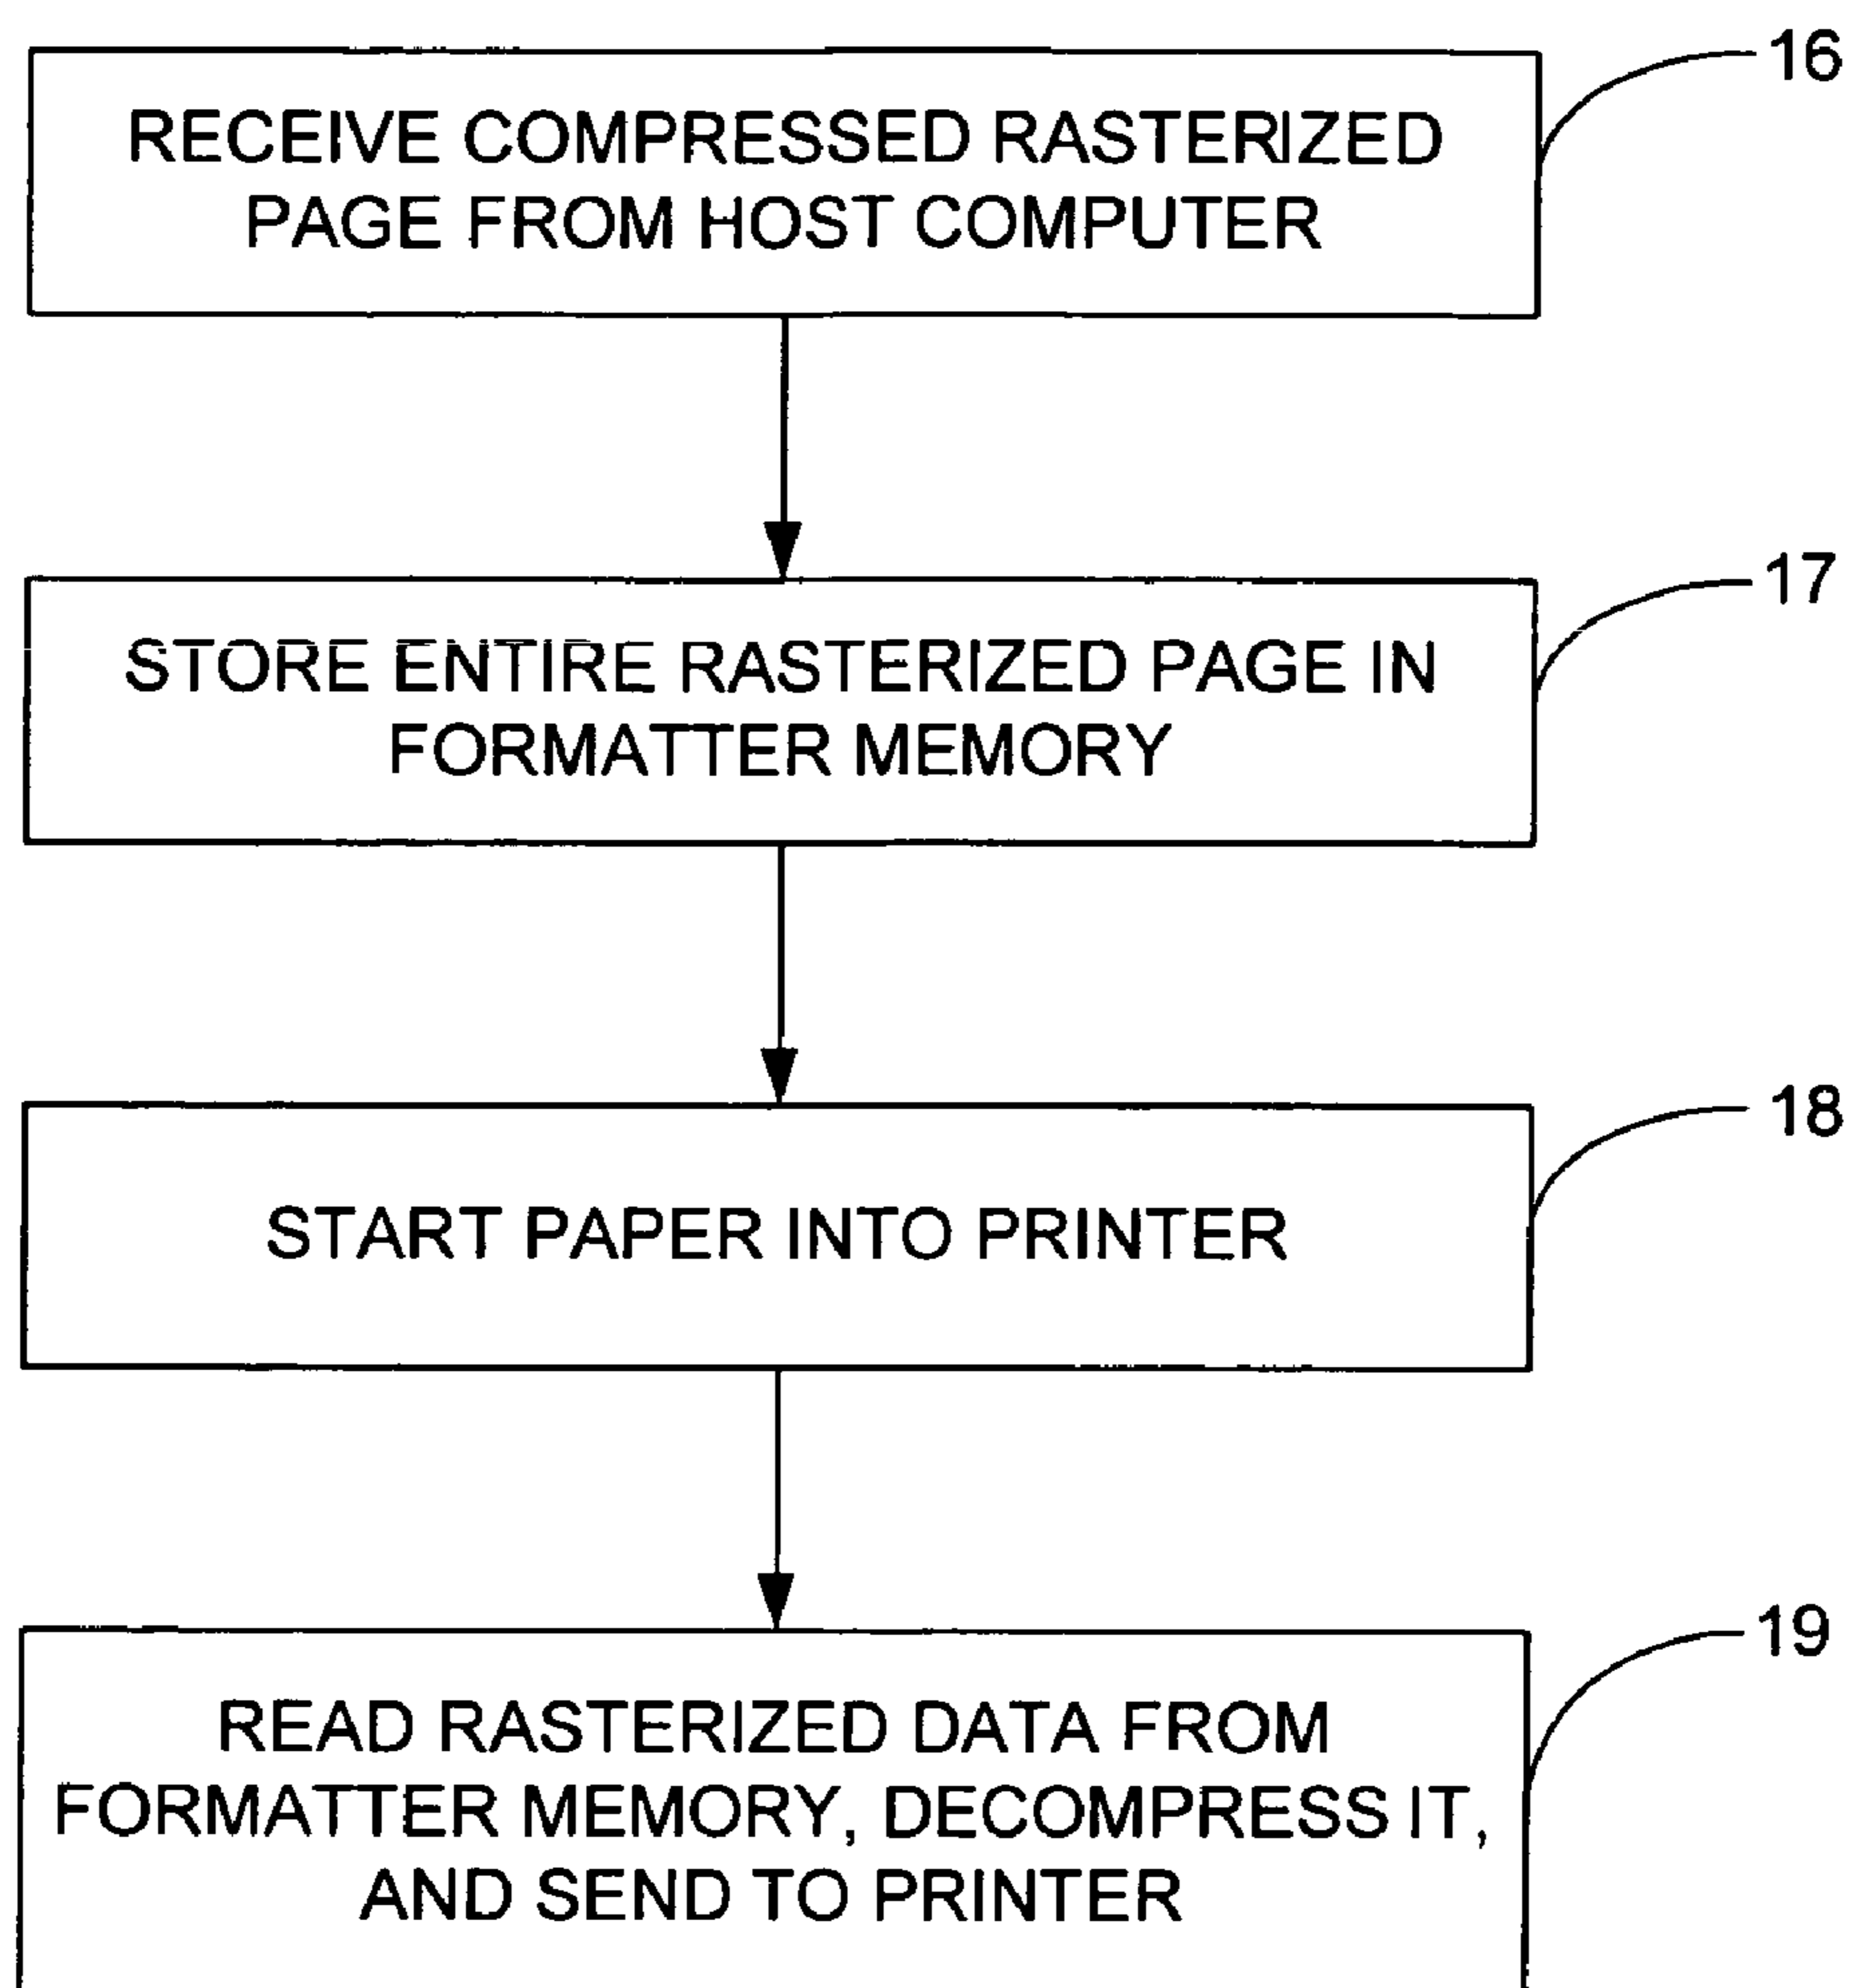 16
RECEIVE COMPRESSED RASTERIZED
PAGE FROM HOST COMPUTER
17
STORE ENTIRE RASTERIZED PAGE IN
FORMATTER MEMORY
18
START PAPER INTO PRINTER
19
READ RASTERIZED DATA FROM
FORMATTER MEMORY, DECOMPRESS IT,
AND SEND TO PRINTER